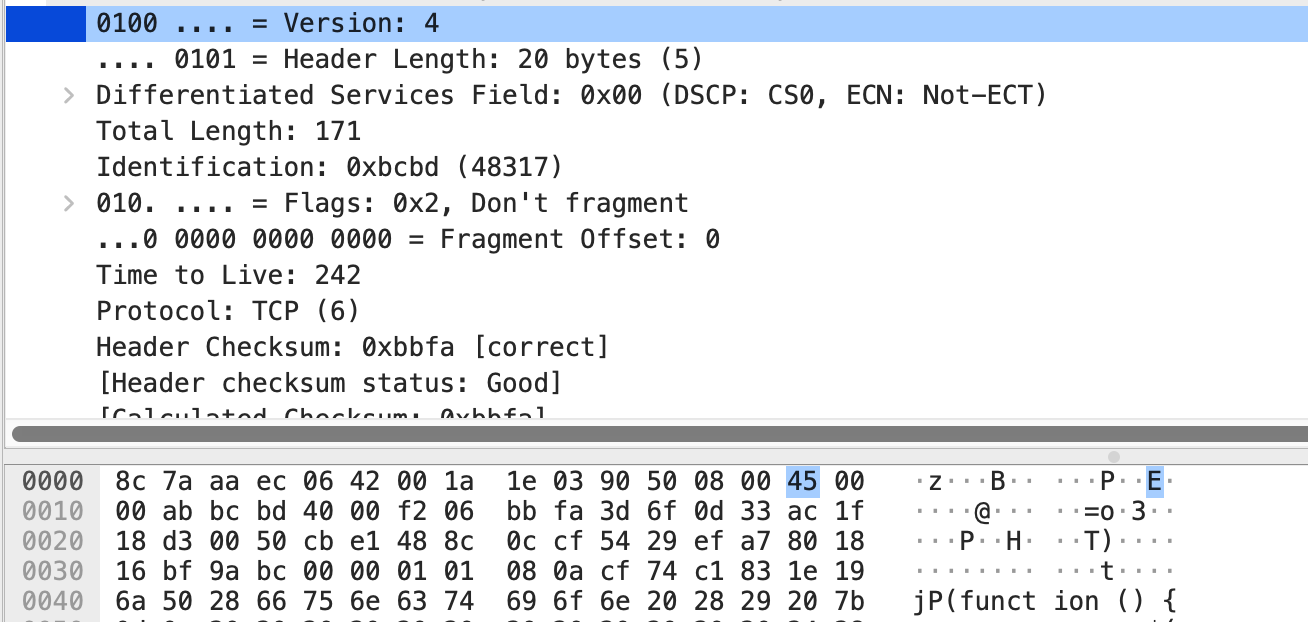 0100 .... = Version: 4
.... 0101 = Header Length: 20 bytes (5)
Differentiated Services Field: 0x00 (DSCP: CS0, ECN: Not-ECT)
Total Length: 171
Identification: 0xbcbd (48317)
010. .... = Flags: 0x2, Don't fragment
...0 0000 0000 0000 = Fragment Offset: 0
Time to Live: 242
Protocol: TCP (6)
Header Checksum: 0xbbfa [correct]
[Header checksum status: Good]
[Calculated Checksum: 0xbbfa]
0000 8c 7a aa ec 06 42 00 1a 1e 03 90 50 08 00 45 00 ·z···B·· ···P··E·
0010 00 ab bc bd 40 00 f2 06 bb fa 3d 6f 0d 33 ac 1f ····@··· ··=o·3··
0020 18 d3 00 50 cb e1 48 8c 0c cf 54 29 ef a7 80 18 ···P··H· ··T)····
0030 16 bf 9a bc 00 00 01 01 08 0a cf 74 c1 83 1e 19 ········ ···t····
0040 6a 50 28 66 75 6e 63 74 69 6f 6e 20 28 29 20 7b jP(funct ion () {